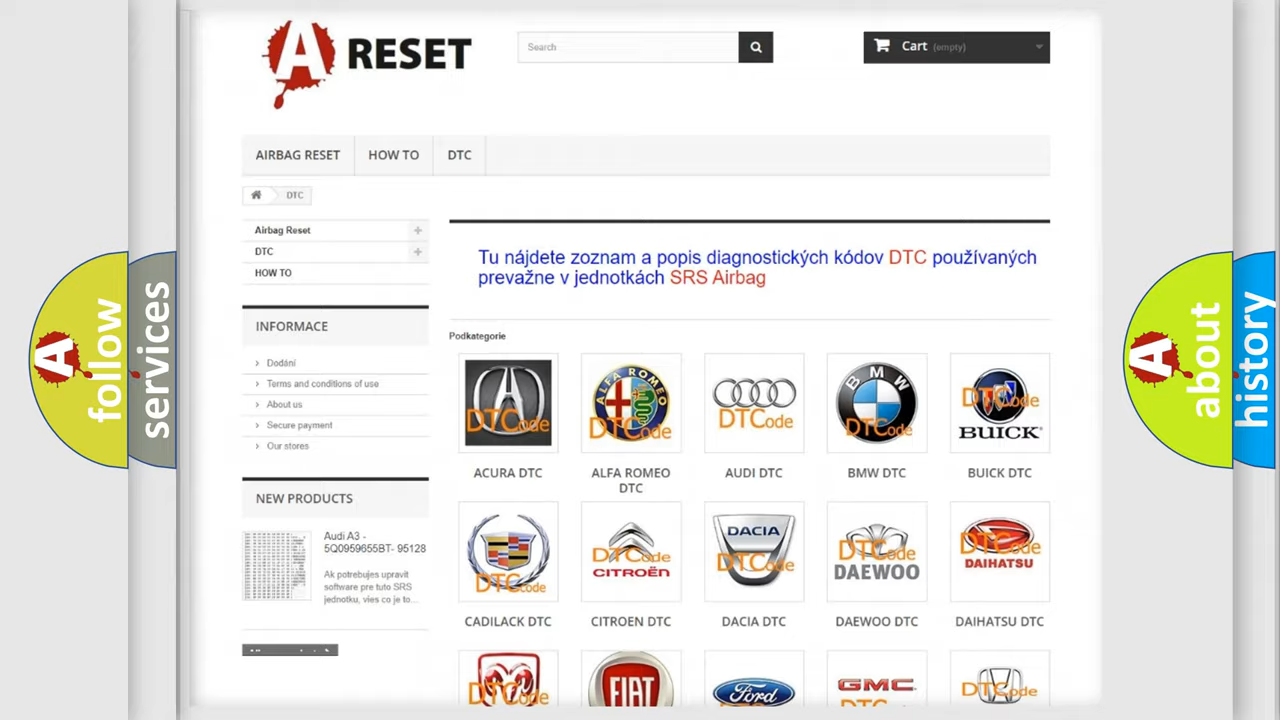 A RESET
Search
Cart (empty)
AIRBAG RESET
HOW TO
DTC
DTC
Airbag Reset
DTC
HOW TO
Tu nájdete zoznam a popis diagnostických kódov DTC používaných
prevažne v jednotkách SRS Airbag
INFORMACE
Dodání
Terms and conditions of use
About us
Secure payment
Our stores
NEW PRODUCTS
Audi A3 -
5Q0959655BT- 95128
Ak potrebujes upravit
software pre tuto SRS
jednotku, vies co je to...
Podkategorie
DTCode
ALFA ROMEO
DTCode
DTCode
BMW
DTCode
DTCode
BUICK
ACURA DTC
ALFA ROMEO
DTC
AUDI DTC
BMW DTC
BUICK DTC
DTCode
DTCode
CITROËN
DACIA
DTCode
DTCode
DAEWOO
DTCode
DAIHATSU
CADILACK DTC
CITROEN DTC
DACIA DTC
DAEWOO DTC
DAIHATSU DTC
DTCode
FIAT
Ford
GMC
DTCode
A follow
services
A about
history